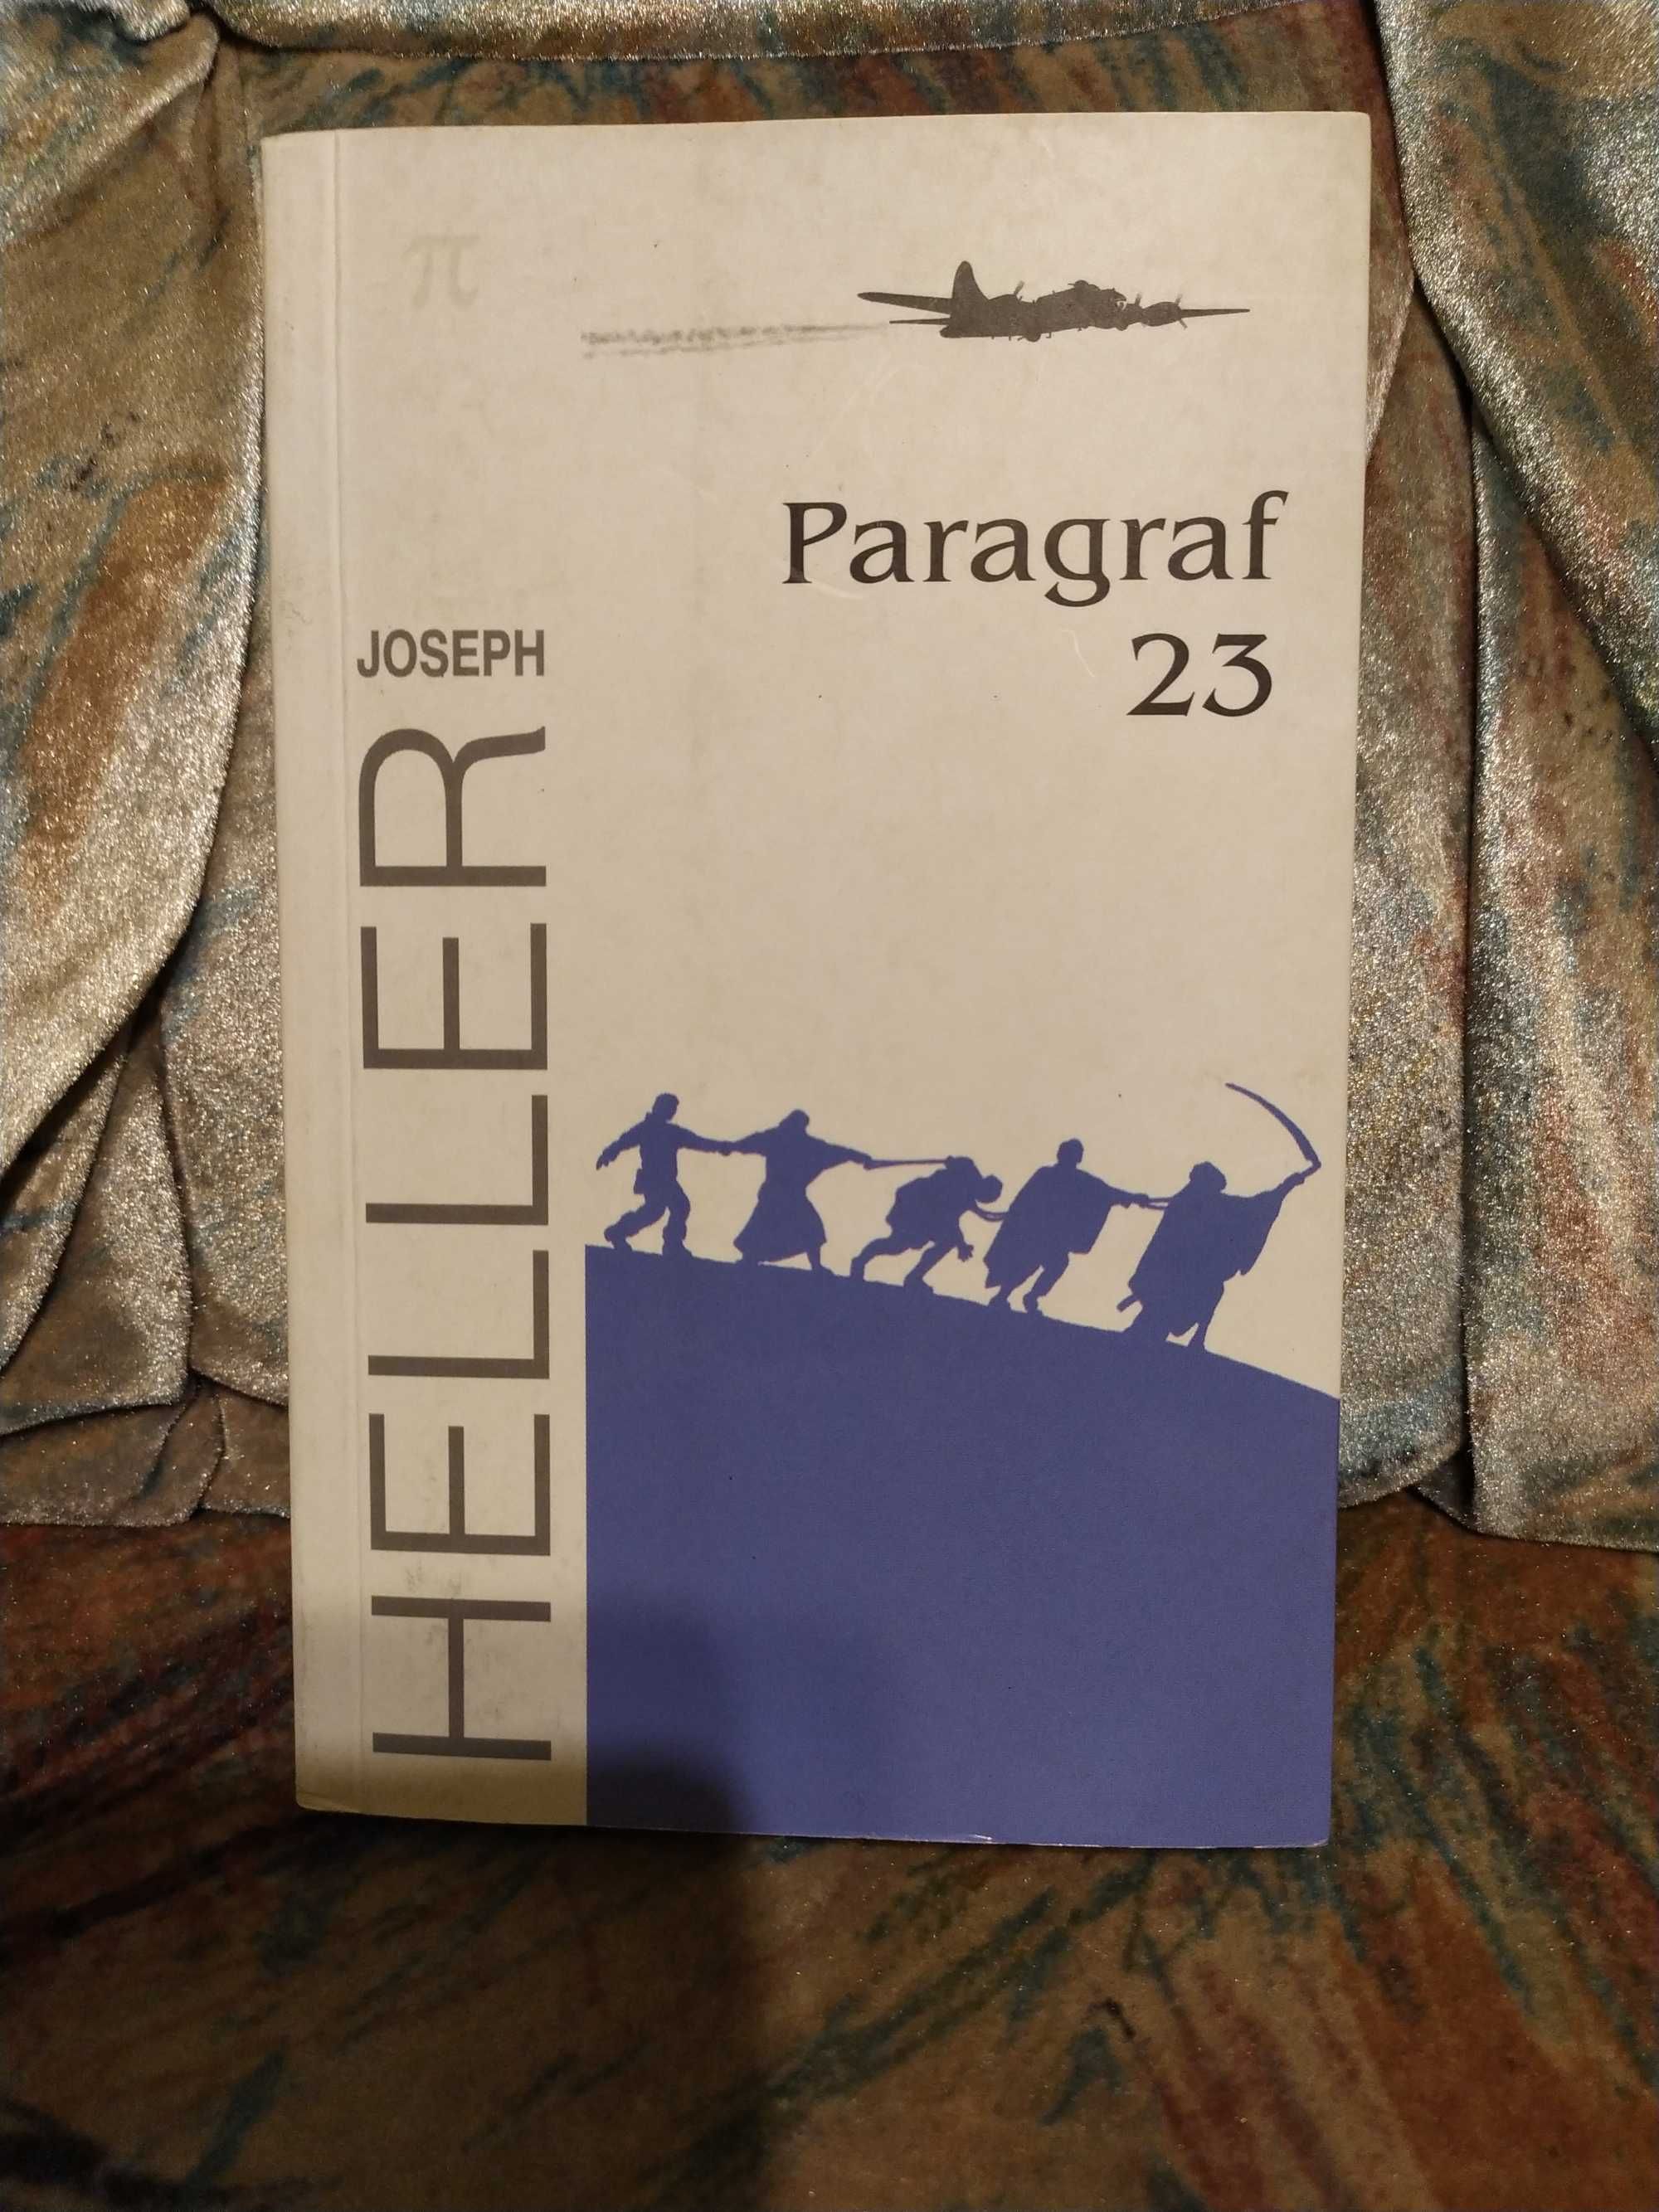 π
Paragraf
23
JOSEPH
HELLER